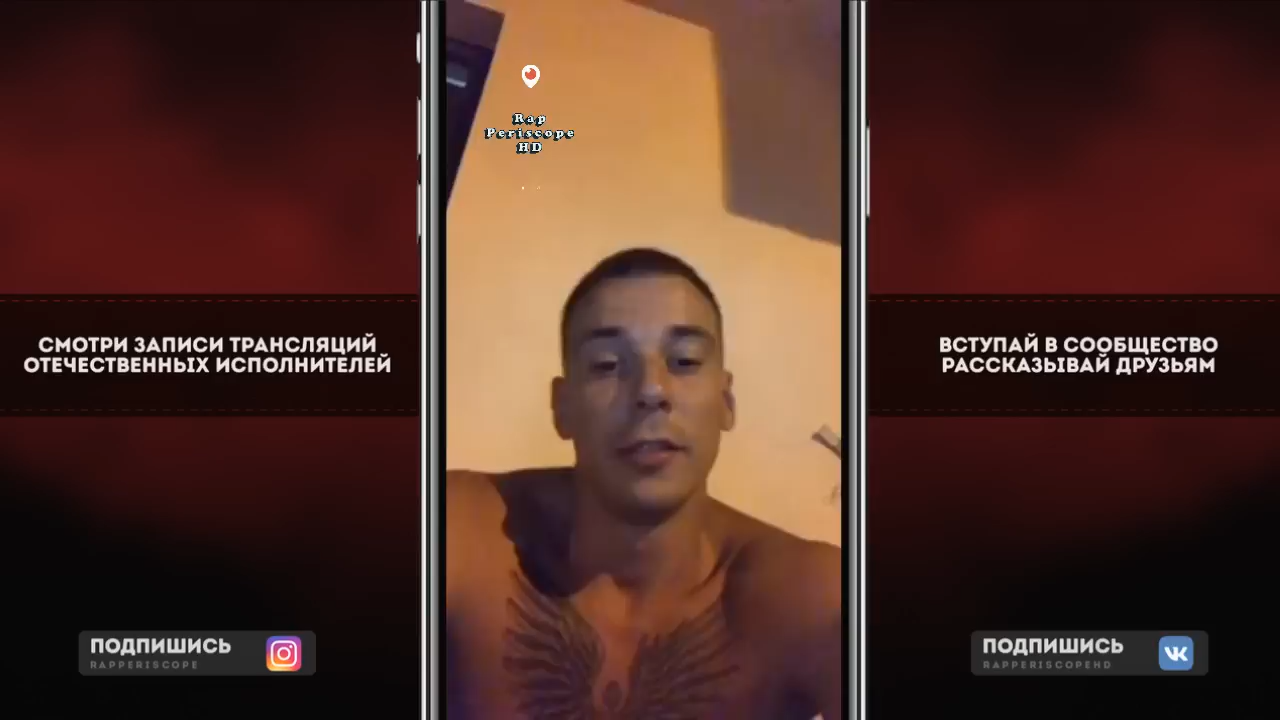 Rap
Periscope
HD
СМОТРИ ЗАПИСИ ТРАНСЛЯЦИЙ
ОТЕЧЕСТВЕННЫХ ИСПОЛНИТЕЛЕЙ
ВСТУПАЙ В СООБЩЕСТВО
РАССКАЗЫВАЙ ДРУЗЬЯМ
ПОДПИШИСЬ
RAPPERISCOPE
ПОДПИШИСЬ
RAPPERISCOPEHD